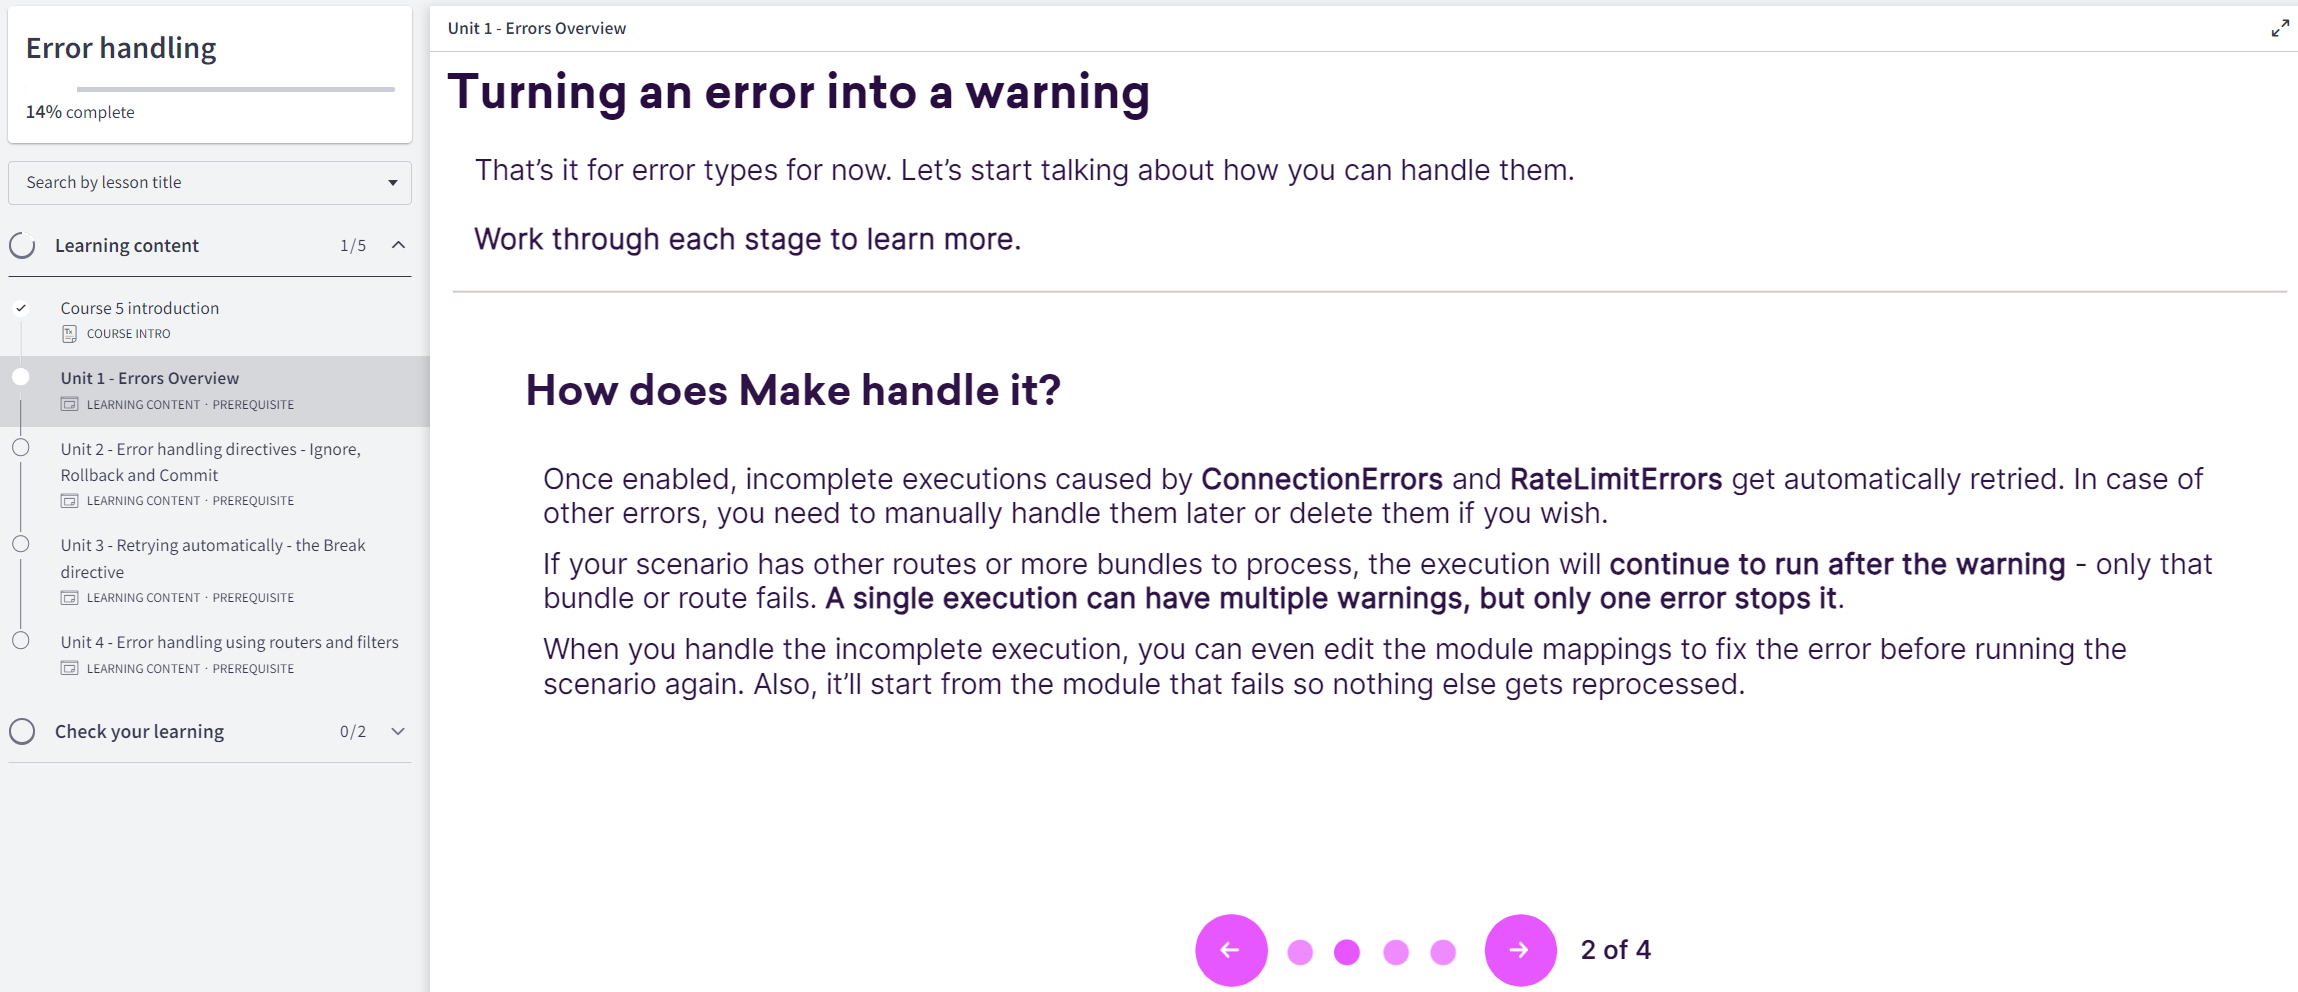 Error handling
14% complete
Search by lesson title
Learning content 1/5
Course 5 introduction
COURSE INTRO
Unit 1 - Errors Overview
LEARNING CONTENT · PREREQUISITE
Unit 2 - Error handling directives - Ignore,
Rollback and Commit
LEARNING CONTENT · PREREQUISITE
Unit 3 - Retrying automatically - the Break
directive
LEARNING CONTENT · PREREQUISITE
Unit 4 - Error handling using routers and filters
LEARNING CONTENT · PREREQUISITE
Check your learning 0/2
Unit 1 - Errors Overview
Turning an error into a warning
That’s it for error types for now. Let’s start talking about how you can handle them.
Work through each stage to learn more.
How does Make handle it?
Once enabled, incomplete executions caused by ConnectionErrors and RateLimitErrors get automatically retried. In case of
other errors, you need to manually handle them later or delete them if you wish.
If your scenario has other routes or more bundles to process, the execution will continue to run after the warning - only that
bundle or route fails. A single execution can have multiple warnings, but only one error stops it.
When you handle the incomplete execution, you can even edit the module mappings to fix the error before running the
scenario again. Also, it’ll start from the module that fails so nothing else gets reprocessed.
2 of 4